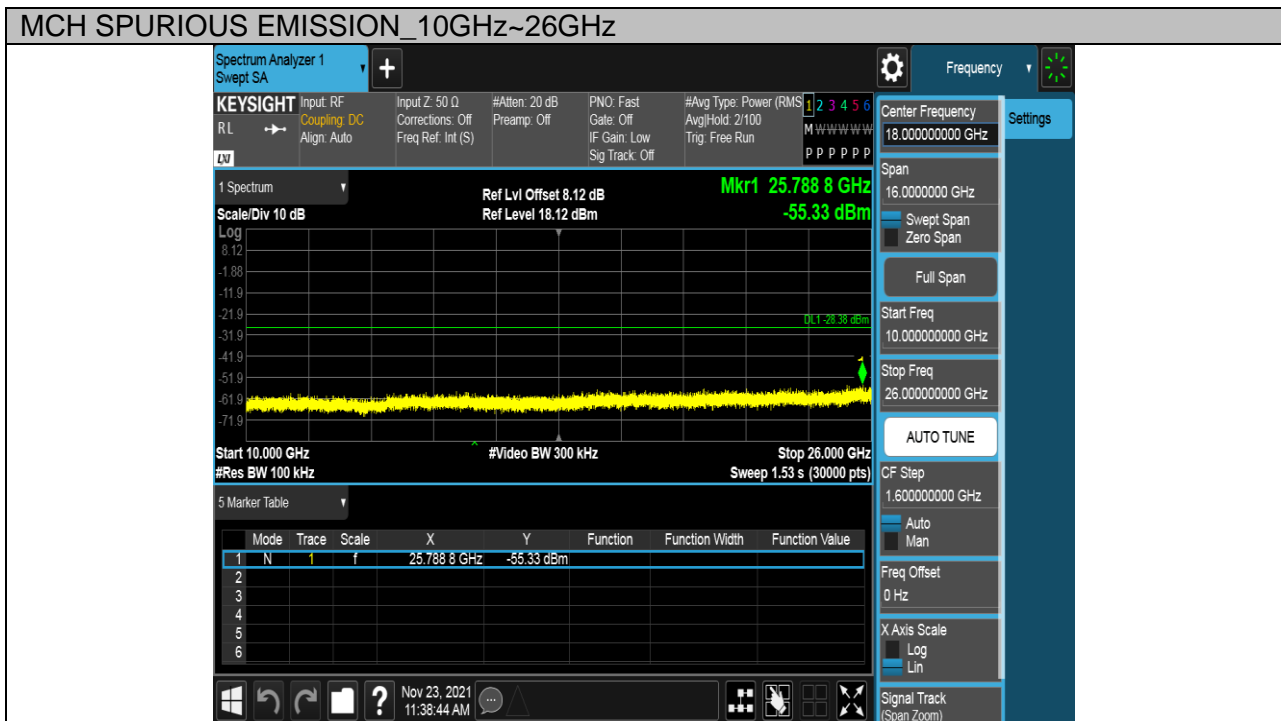 MCH SPURIOUS EMISSION_10GHz~26GHz
Spectrum Analyzer 1
Swept SA
+
Frequency
KEYSIGHT
RL
LXI
Input: RF
Coupling: DC
Align: Auto
Input Z: 50 Ω
Corrections: Off
Freq Ref: Int (S)
#Atten: 20 dB
Preamp: Off
PNO: Fast
Gate: Off
IF Gain: Low
Sig Track: Off
#Avg Type: Power (RMS
Avg|Hold: 2/100
Trig: Free Run
1 2 3 4 5 6
M W W W W W
P P P P P P
1 Spectrum
Scale/Div 10 dB
Ref Lvl Offset 8.12 dB
Ref Level 18.12 dBm
Mkr1 25.788 8 GHz
-55.33 dBm
Log
8.12
-1.88
-11.9
-21.9
-31.9
-41.9
-51.9
-61.9
-71.9
DL1 -28.38 dBm
1
Start 10.000 GHz
#Res BW 100 kHz
#Video BW 300 kHz
Stop 26.000 GHz
Sweep 1.53 s (30000 pts)
5 Marker Table
Mode Trace Scale X Y Function Function Width Function Value
1 N 1 f 25.788 8 GHz -55.33 dBm
2
3
4
5
6
?
Nov 23, 2021
11:38:44 AM
Center Frequency
18.000000000 GHz
Span
16.0000000 GHz
Swept Span
Zero Span
Full Span
Start Freq
10.000000000 GHz
Stop Freq
26.000000000 GHz
AUTO TUNE
CF Step
1.600000000 GHz
Auto
Man
Freq Offset
0 Hz
X Axis Scale
Log
Lin
Signal Track
(Span Zoom)
Settings